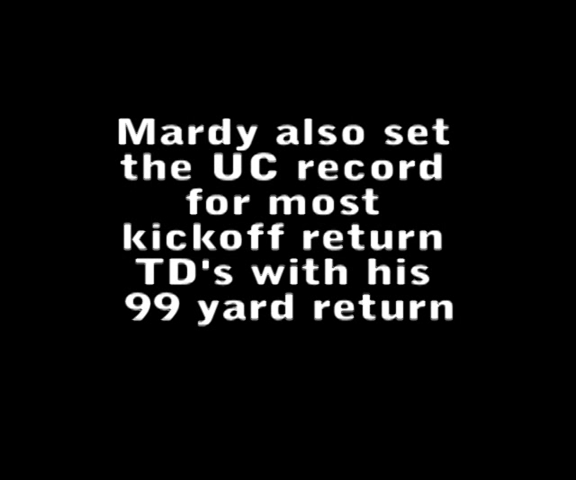 Mardy also set
the UC record
for most
kickoff return
TD's with his
99 yard return